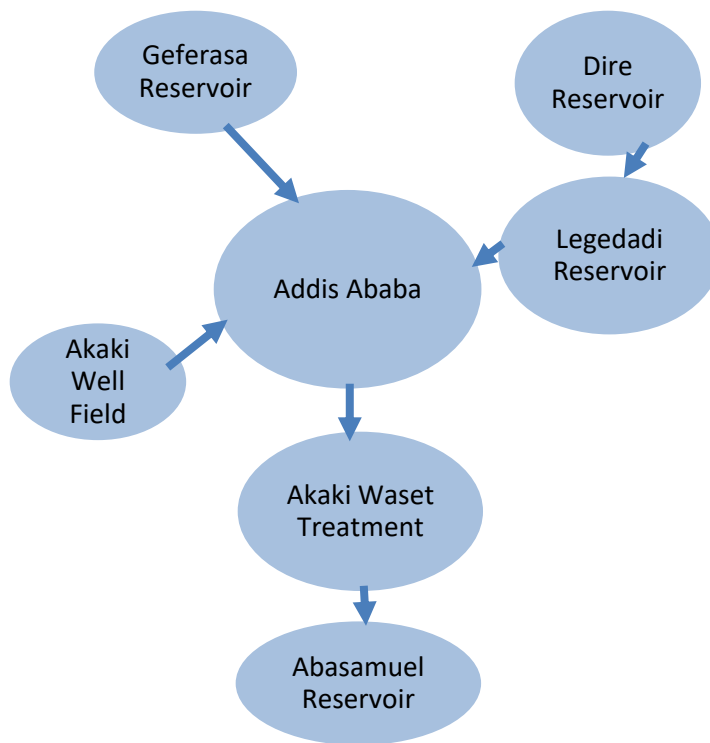 Geferasa
Reservoir
Dire
Reservoir
Legedadi
Reservoir
Addis Ababa
Akaki
Well
Field
Akaki Waset
Treatment
Abasamuel
Reservoir